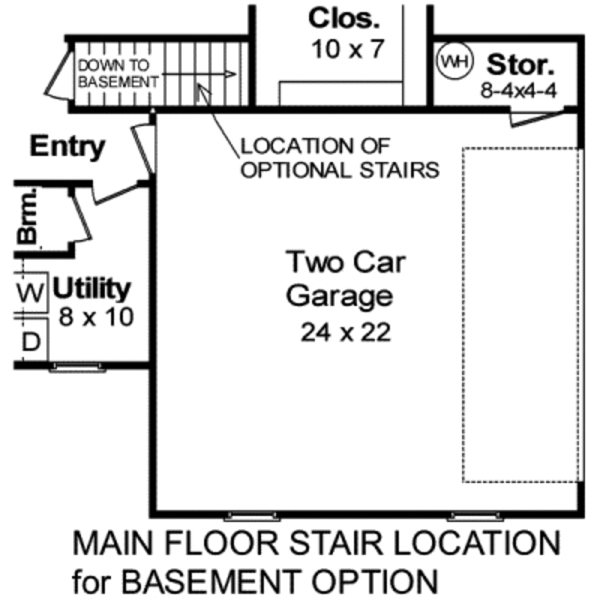 Clos.
10 x 7
DOWN TO
BASEMENT
WH
Stor.
8-4x4-4
Entry
LOCATION OF
OPTIONAL STAIRS
Brm.
W
Utility
8 x 10
D
Two Car
Garage
24 x 22
MAIN FLOOR STAIR LOCATION
for BASEMENT OPTION